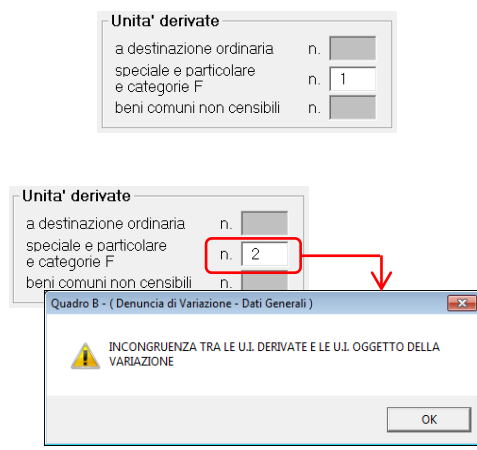 Unita' derivate
a destinazione ordinaria n.
speciale e particolare
e categorie F n. 1
beni comuni non censibili n.
Unita' derivate
a destinazione ordinaria n.
speciale e particolare
e categorie F n. 2
beni comuni non censibili n.
Quadro B - ( Denuncia di Variazione - Dati Generali )
INCONGRUENZA TRA LE U.I. DERIVATE E LE U.I. OGGETTO DELLA
VARIAZIONE
OK